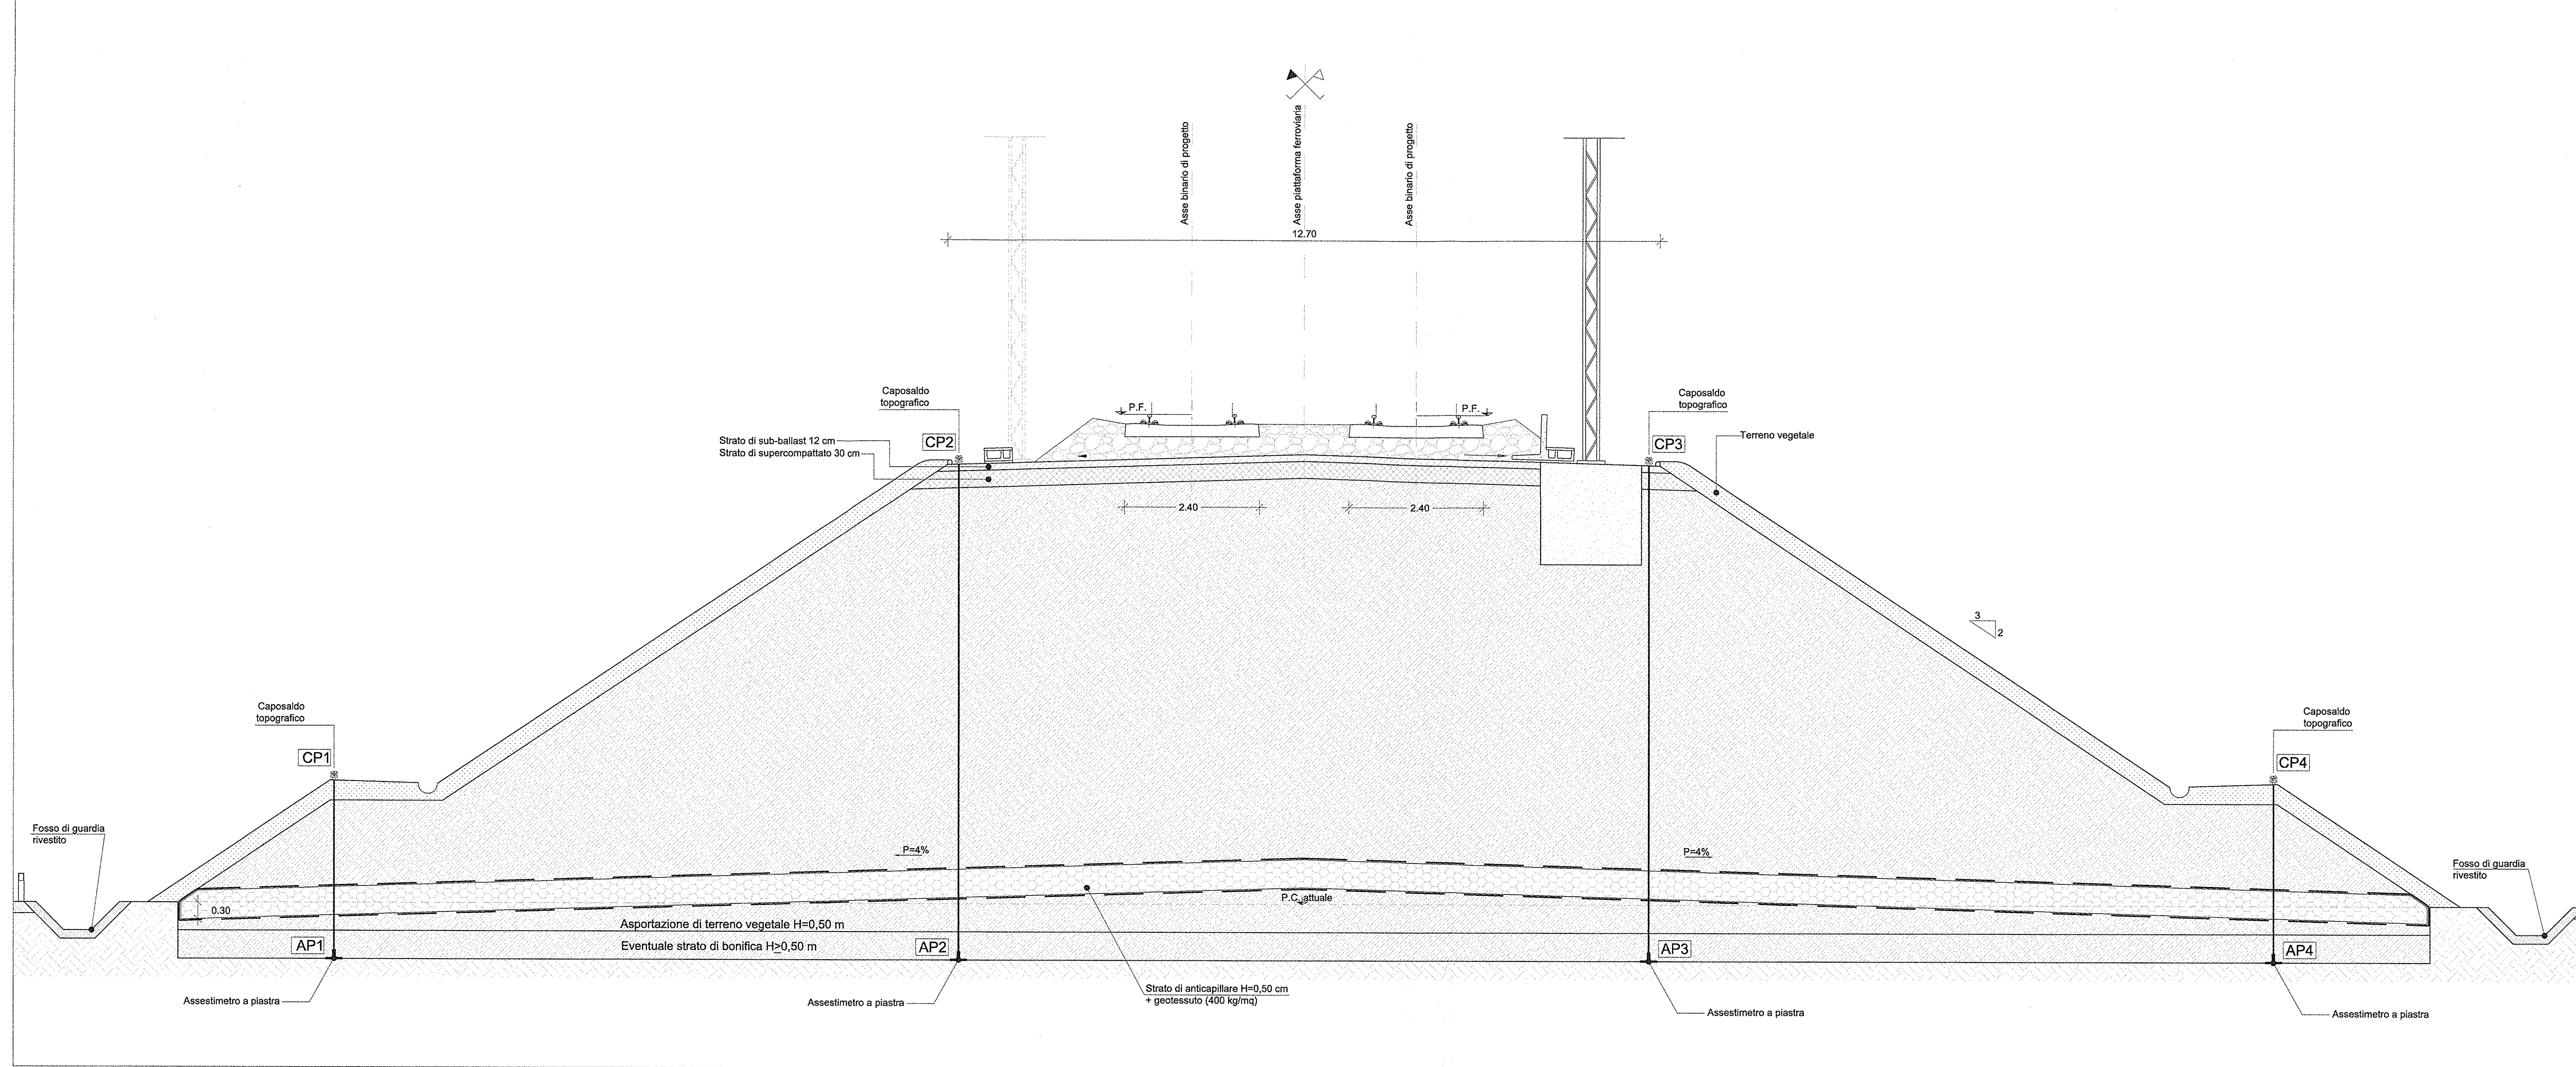 Asse binario di progetto
Asse piattaforma ferroviaria
Asse binario di progetto
12.70
Caposaldo
topografico
Caposaldo
topografico
P.F.
P.F.
Strato di sub-ballast 12 cm
Strato di supercompattato 30 cm
CP2
CP3
Terreno vegetale
2.40
2.40
3
2
Caposaldo
topografico
Caposaldo
topografico
CP1
CP4
Fosso di guardia
rivestito
P=4%
P=4%
Fosso di guardia
rivestito
0.30
P.C. attuale
Asportazione di terreno vegetale H=0,50 m
AP1
Eventuale strato di bonifica H≥0,50 m
AP2
AP3
AP4
Assestimetro a piastra
Assestimetro a piastra
Strato di anticapillare H=0,50 cm
+ geotessuto (400 kg/mq)
Assestimetro a piastra
Assestimetro a piastra